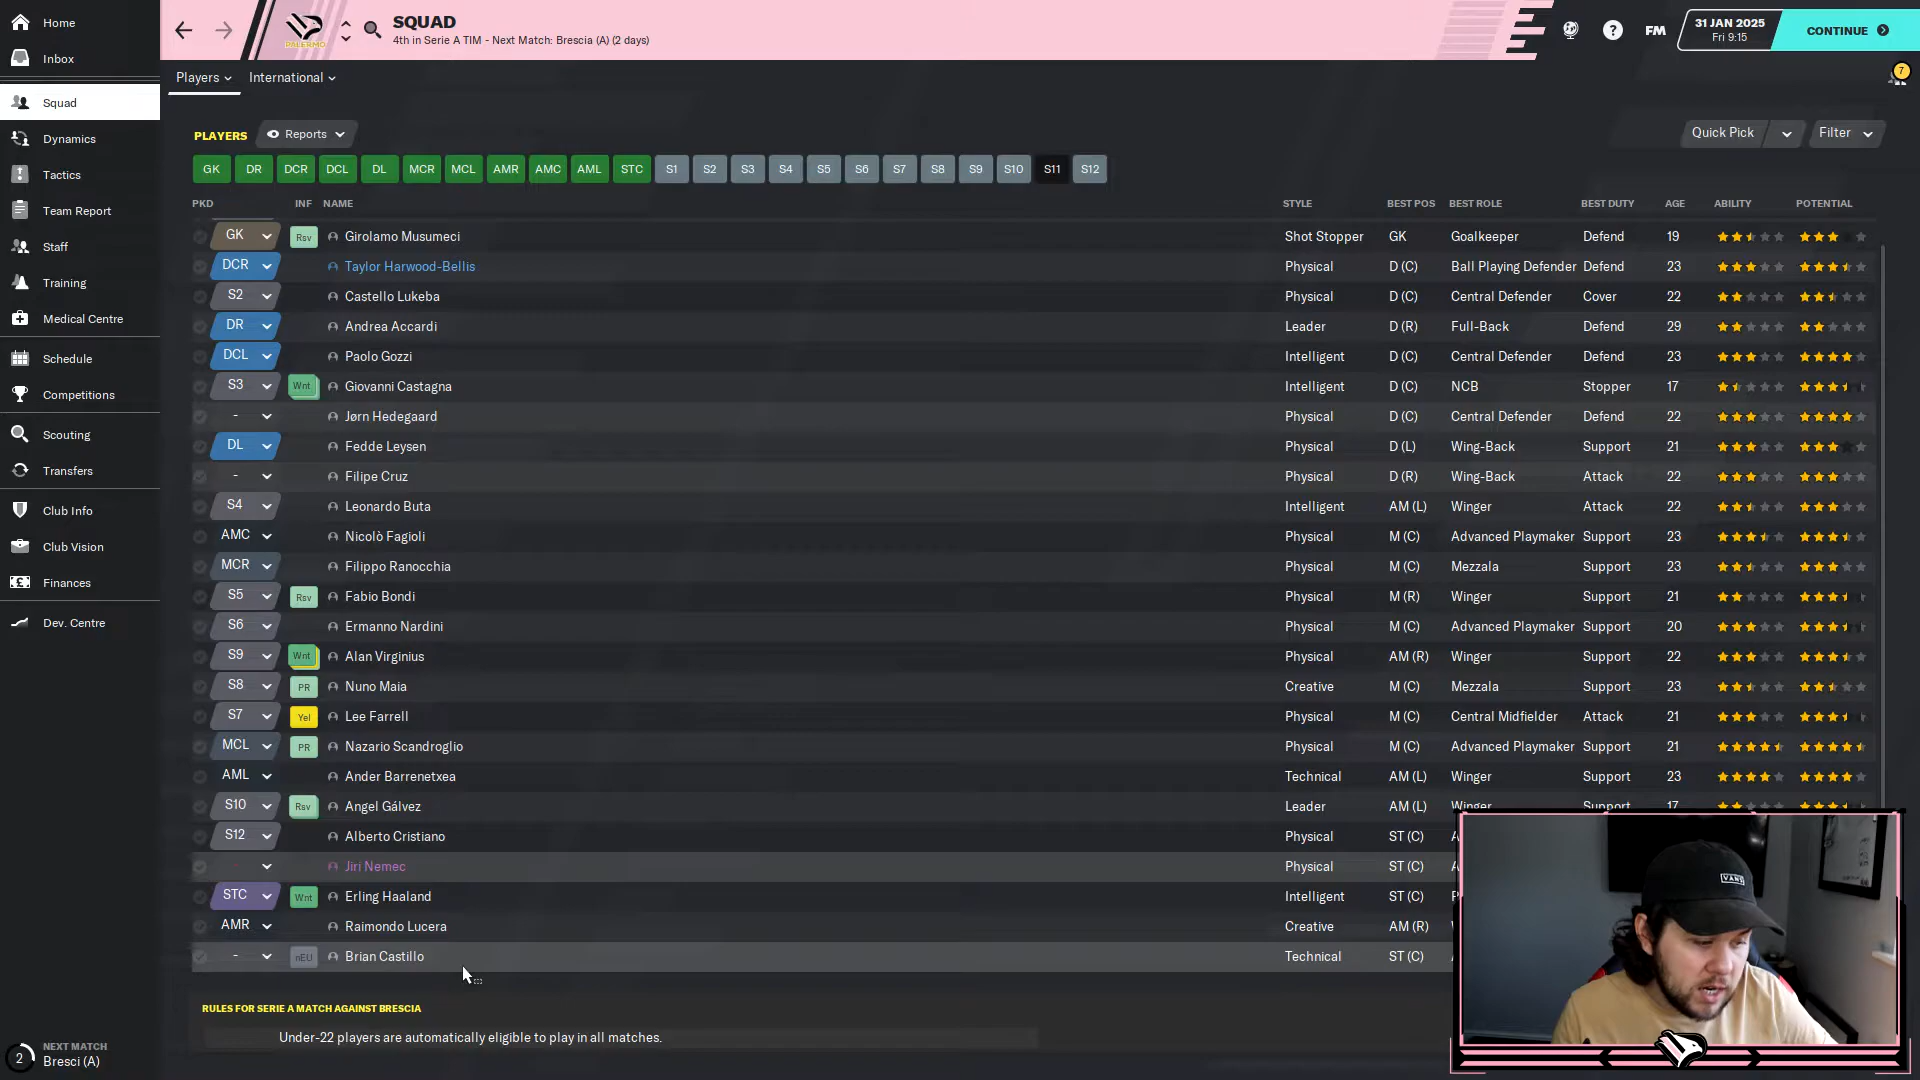 Home
Inbox
Squad
Dynamics
Tactics
Team Report
Staff
Training
Medical Centre
Schedule
Competitions
Scouting
Transfers
Club Info
Club Vision
Finances
Dev. Centre
2 NEXT MATCH
Bresci (A)
PALERMO
SQUAD
4th in Serie A TIM - Next Match: Brescia (A) (2 days)
? FM 31 JAN 2025 Fri 9:15 CONTINUE
Players International 7
PLAYERS Reports Quick Pick Filter
GK DR DCR DCL DL MCR MCL AMR AMC AML STC S1 S2 S3 S4 S5 S6 S7 S8 S9 S10 S11 S12
PKD INF NAME STYLE BEST POS BEST ROLE BEST DUTY AGE ABILITY POTENTIAL
GK Rsv Girolamo Musumeci Shot Stopper GK Goalkeeper Defend 19
DCR Taylor Harwood-Bellis Physical D (C) Ball Playing Defender Defend 23
S2 Castello Lukeba Physical D (C) Central Defender Cover 22
DR Andrea Accardi Leader D (R) Full-Back Defend 29
DCL Paolo Gozzi Intelligent D (C) Central Defender Defend 23
S3 Wnt Giovanni Castagna Intelligent D (C) NCB Stopper 17
- Jørn Hedegaard Physical D (C) Central Defender Defend 22
DL Fedde Leysen Physical D (L) Wing-Back Support 21
- Filipe Cruz Physical D (R) Wing-Back Attack 22
S4 Leonardo Buta Intelligent AM (L) Winger Attack 22
AMC Nicolò Fagioli Physical M (C) Advanced Playmaker Support 23
MCR Filippo Ranocchia Physical M (C) Mezzala Support 23
S5 Rsv Fabio Bondi Physical M (R) Winger Support 21
S6 Ermanno Nardini Physical M (C) Advanced Playmaker Support 20
S9 Wnt Alan Virginius Physical AM (R) Winger Support 22
S8 PR Nuno Maia Creative M (C) Mezzala Support 23
S7 Yel Lee Farrell Physical M (C) Central Midfielder Attack 21
MCL PR Nazario Scandroglio Physical M (C) Advanced Playmaker Support 21
AML Ander Barrenetxea Technical AM (L) Winger Support 23
S10 Rsv Angel Gálvez Leader AM (L) Winger Support 17
S12 Alberto Cristiano Physical ST (C)
- Jiri Nemec Physical ST (C)
STC Wnt Erling Haaland Intelligent ST (C)
AMR Raimondo Lucera Creative AM (R)
- nEU Brian Castillo Technical ST (C)
RULES FOR SERIE A MATCH AGAINST BRESCIA
Under-22 players are automatically eligible to play in all matches.
VANS